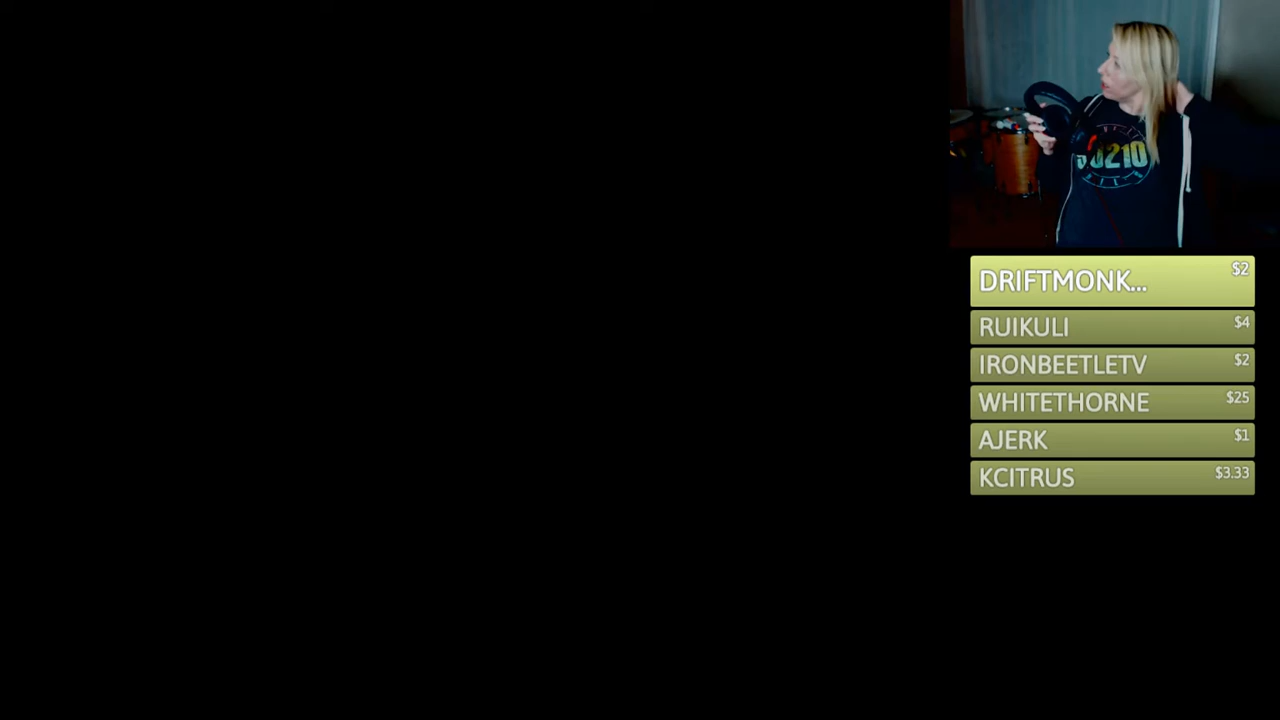 DRIFTMONK...
$2
RUIKULI
$4
IRONBEETLETV
$2
WHITETHORNE
$25
AJERK
$1
KCITRUS
$3.33